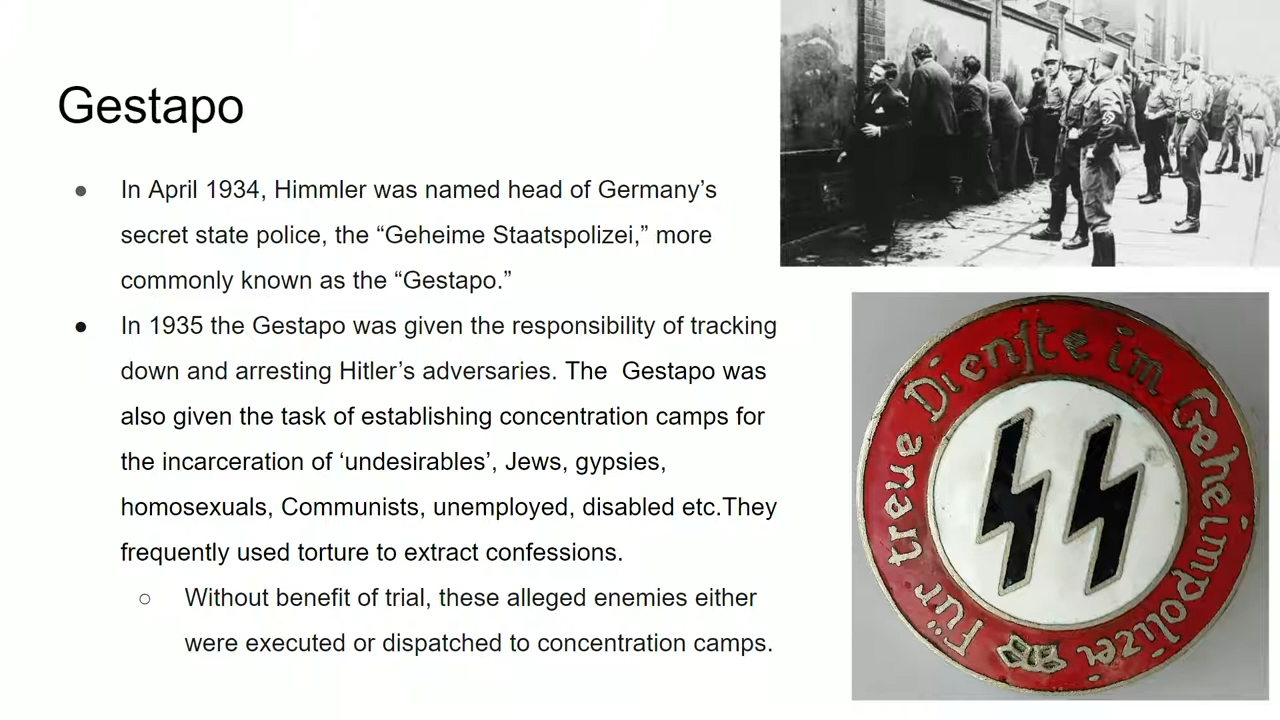 Gestapo
● In April 1934, Himmler was named head of Germany’s
secret state police, the “Geheime Staatspolizei,” more
commonly known as the “Gestapo.”
● In 1935 the Gestapo was given the responsibility of tracking
down and arresting Hitler’s adversaries. The  Gestapo was
also given the task of establishing concentration camps for
the incarceration of ‘undesirables’, Jews, gypsies,
homosexuals, Communists, unemployed, disabled etc.They
frequently used torture to extract confessions.
○ Without benefit of trial, these alleged enemies either
were executed or dispatched to concentration camps.
Für treue Dienste im Geheimpolizei